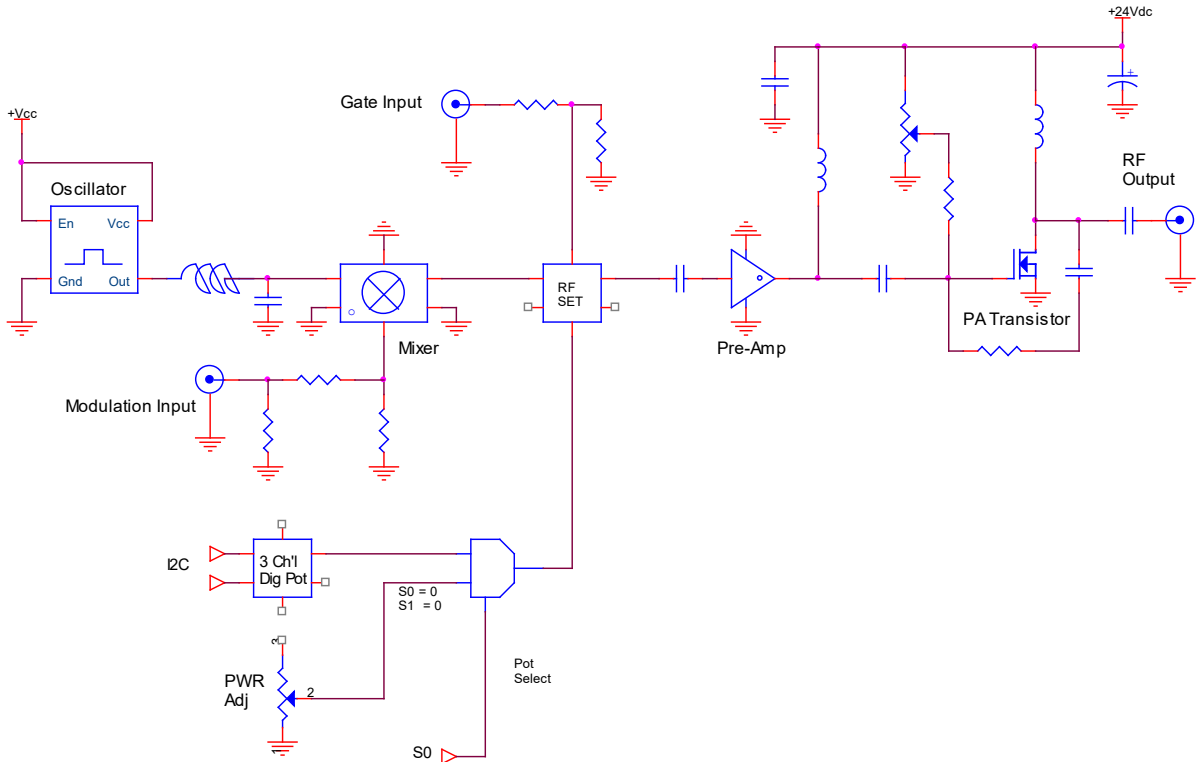 +24Vdc
Gate Input
+Vcc
Oscillator
En
Vcc
Gnd
Out
RF
Output
RF
SET
Mixer
Pre-Amp
PA Transistor
Modulation Input
I2C
3 Ch'l
Dig Pot
S0 = 0
S1 = 0
3
PWR
Adj
2
1
Pot
Select
S0